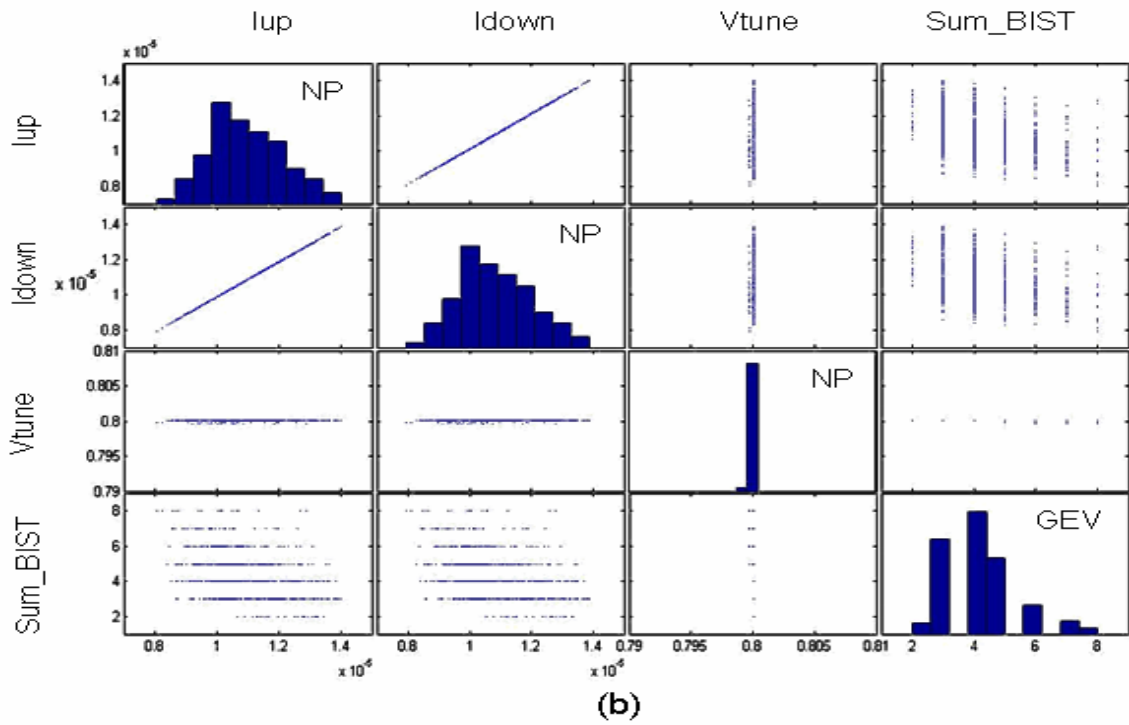 Iup Idown Vtune Sum_BIST
x 10⁻⁵
Iup
1.4
1.2
1
0.8
NP
Idown
x 10⁻⁵
1.4
1.2
1
0.8
NP
Vtune
0.81
0.805
0.8
0.795
0.79
NP
Sum_BIST
8
6
4
2
GEV
0.8 1 1.2 1.4 0.8 1 1.2 1.4 0.79 0.795 0.8 0.805 0.81 2 4 6 8
x 10⁻⁵ x 10⁻⁵
(b)